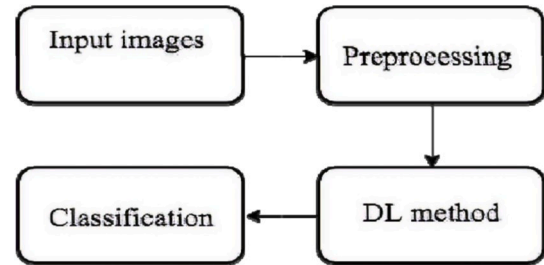 Input images
Preprocessing
DL method
Classification